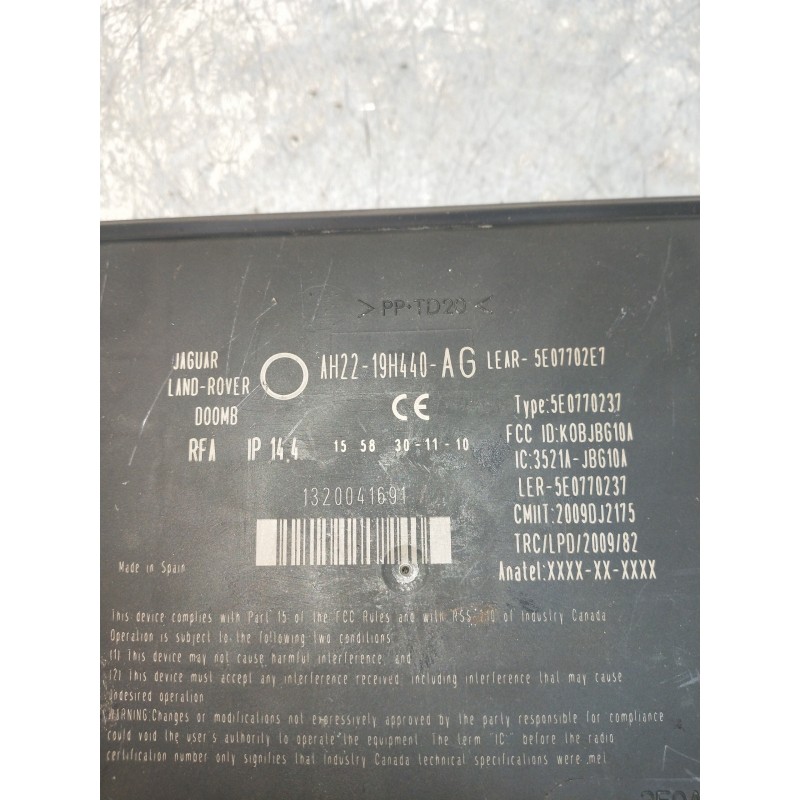 >PP-TD20<
JAGUAR
LAND-ROVER
DOOMB
AH22-19H440-AG LEAR-5E07702E7
CE
RFA IP 14.4 15 58 30-11-10
Type:5E0770237
FCC ID:KOBJBG10A
IC:3521A-JBG10A
LER-5E0770237
CMIIT:2009DJ2175
TRC/LPD/2009/82
Anatel:XXXX-XX-XXXX
1320041691
Made in Spain
This device complies with Part 15 of the FCC Rules and with RSS of Industry Canada
Operation is subject to the following two conditions:
(1) This device may not cause harmful interference, and
(2) This device must accept any interference received, including interference that may cause
undesired operation
WARNING:Changes or modifications not expressively approved by the party responsible for compliance
could void the user's authority to operate the equipment. The term "IC" before the radio
certification number only signifies that Industry Canada technical specifications were met